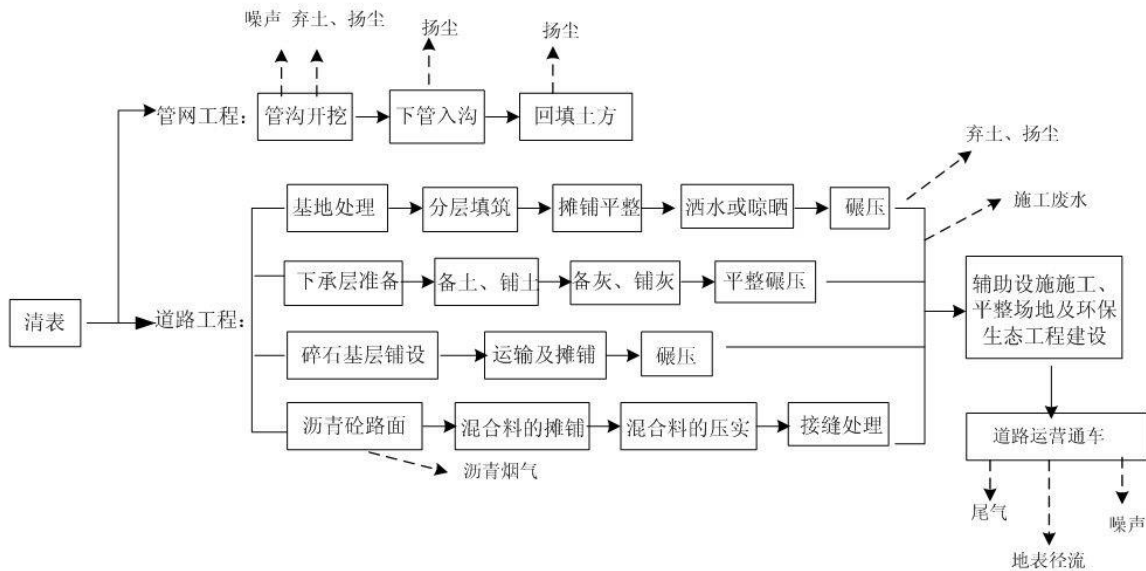 噪声 弃土、扬尘
扬尘
扬尘
管网工程：
管沟开挖
下管入沟
回填土方
弃土、扬尘
施工废水
基地处理
分层填筑
摊铺平整
洒水或晾晒
碾压
下承层准备
备土、铺土
备灰、铺灰
平整碾压
清表
道路工程：
辅助设施施工、
平整场地及环保
生态工程建设
碎石基层铺设
运输及摊铺
碾压
沥青砼路面
混合料的摊铺
混合料的压实
接缝处理
道路运营通车
沥青烟气
尾气
噪声
地表径流